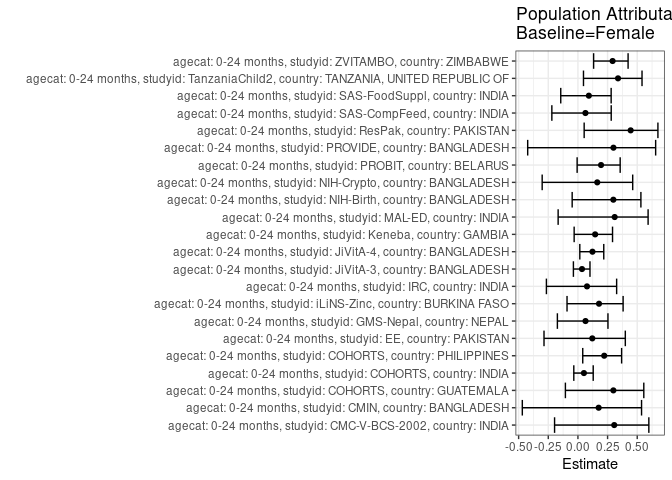 Population Attributa
Baseline=Female
agecat: 0-24 months, studyid: ZVITAMBO, country: ZIMBABWE
agecat: 0-24 months, studyid: TanzaniaChild2, country: TANZANIA, UNITED REPUBLIC OF
agecat: 0-24 months, studyid: SAS-FoodSuppl, country: INDIA
agecat: 0-24 months, studyid: SAS-CompFeed, country: INDIA
agecat: 0-24 months, studyid: ResPak, country: PAKISTAN
agecat: 0-24 months, studyid: PROVIDE, country: BANGLADESH
agecat: 0-24 months, studyid: PROBIT, country: BELARUS
agecat: 0-24 months, studyid: NIH-Crypto, country: BANGLADESH
agecat: 0-24 months, studyid: NIH-Birth, country: BANGLADESH
agecat: 0-24 months, studyid: MAL-ED, country: INDIA
agecat: 0-24 months, studyid: Keneba, country: GAMBIA
agecat: 0-24 months, studyid: JiVitA-4, country: BANGLADESH
agecat: 0-24 months, studyid: JiVitA-3, country: BANGLADESH
agecat: 0-24 months, studyid: IRC, country: INDIA
agecat: 0-24 months, studyid: iLiNS-Zinc, country: BURKINA FASO
agecat: 0-24 months, studyid: GMS-Nepal, country: NEPAL
agecat: 0-24 months, studyid: EE, country: PAKISTAN
agecat: 0-24 months, studyid: COHORTS, country: PHILIPPINES
agecat: 0-24 months, studyid: COHORTS, country: INDIA
agecat: 0-24 months, studyid: COHORTS, country: GUATEMALA
agecat: 0-24 months, studyid: CMIN, country: BANGLADESH
agecat: 0-24 months, studyid: CMC-V-BCS-2002, country: INDIA
-0.50 -0.25 0.00 0.25 0.50
Estimate